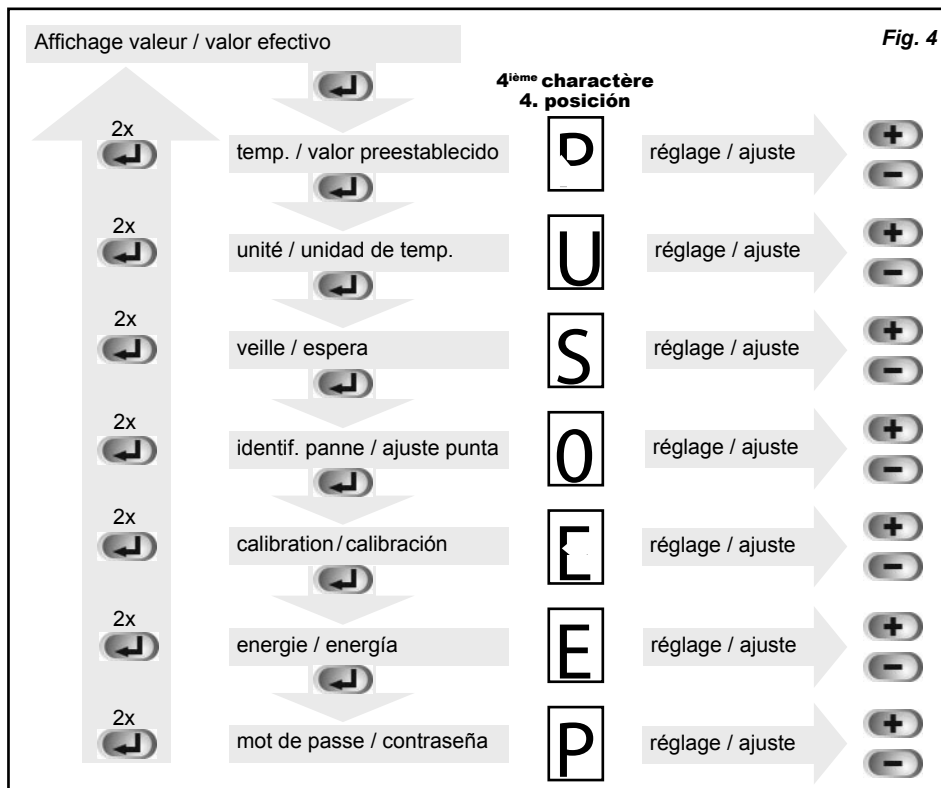 Affichage valeur / valor efectivo
Fig. 4
4ième charactère
4. posición
2x
temp. / valor preestablecido
réglage / ajuste
+
-
2x
unité / unidad de temp.
U
réglage / ajuste
+
-
2x
veille / espera
S
réglage / ajuste
+
-
2x
identif. panne / ajuste punta
0
réglage / ajuste
+
-
2x
calibration / calibración
réglage / ajuste
+
-
2x
energie / energía
E
réglage / ajuste
+
-
2x
mot de passe / contraseña
P
réglage / ajuste
+
-